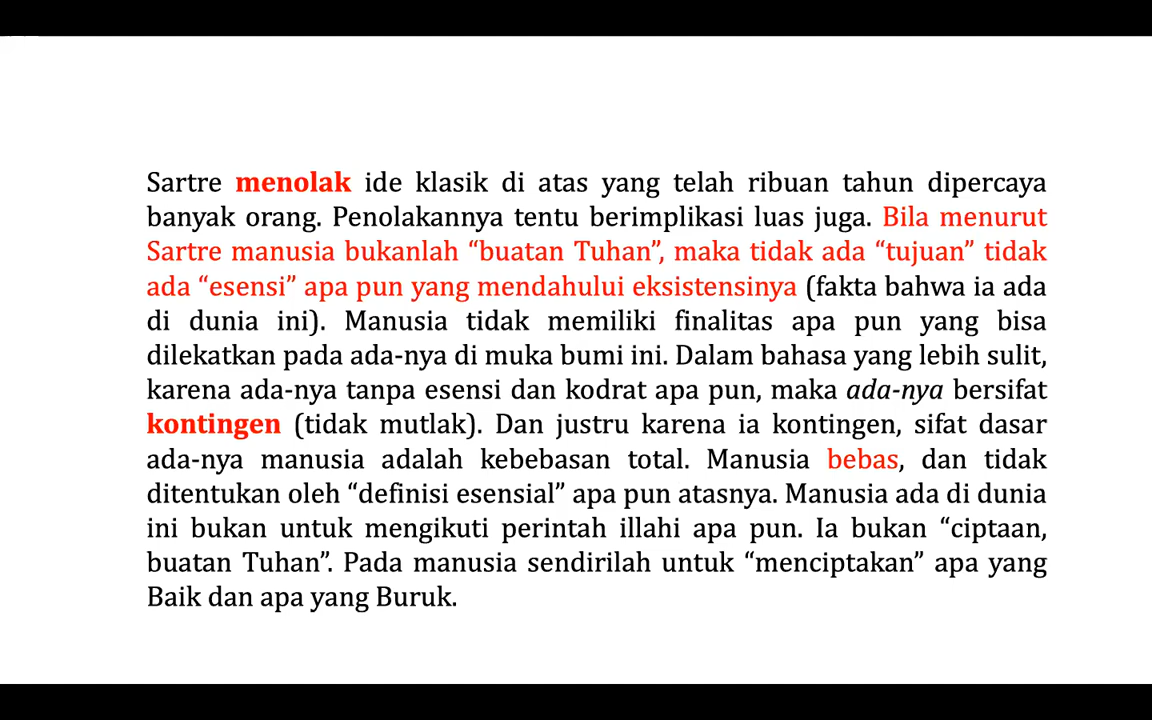 Sartre menolak ide klasik di atas yang telah ribuan tahun dipercaya
banyak orang. Penolakannya tentu berimplikasi luas juga. Bila menurut
Sartre manusia bukanlah “buatan Tuhan”, maka tidak ada “tujuan” tidak
ada “esensi” apa pun yang mendahului eksistensinya (fakta bahwa ia ada
di dunia ini). Manusia tidak memiliki finalitas apa pun yang bisa
dilekatkan pada ada-nya di muka bumi ini. Dalam bahasa yang lebih sulit,
karena ada-nya tanpa esensi dan kodrat apa pun, maka ada-nya bersifat
kontingen (tidak mutlak). Dan justru karena ia kontingen, sifat dasar
ada-nya manusia adalah kebebasan total. Manusia bebas, dan tidak
ditentukan oleh “definisi esensial” apa pun atasnya. Manusia ada di dunia
ini bukan untuk mengikuti perintah illahi apa pun. Ia bukan “ciptaan,
buatan Tuhan”. Pada manusia sendirilah untuk “menciptakan” apa yang
Baik dan apa yang Buruk.